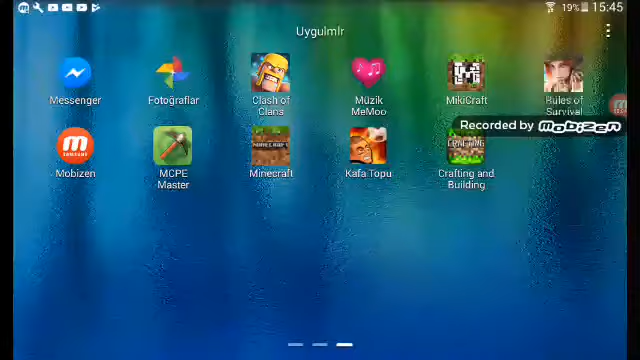 19% 15:45
Uygulmlr
Messenger
Fotoğraflar
Clash of
Clans
Müzik
MeMoo
MikiCraft
Rules of
Survival
Recorded by mobizen
Mobizen
MCPE
Master
Minecraft
Kafa Topu
Crafting and
Building